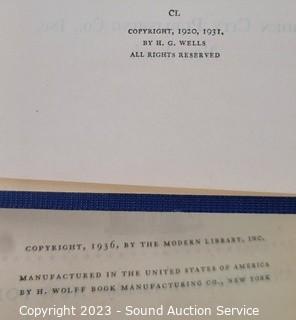 CL
COPYRIGHT, 1920, 1931,
BY H. G. WELLS
ALL RIGHTS RESERVED
COPYRIGHT, 1936, BY THE MODERN LIBRARY, INC.
MANUFACTURED IN THE UNITED STATES OF AMERICA
BY H. WOLFF BOOK MANUFACTURING CO., NEW YORK
Copyright 2023 - Sound Auction Service